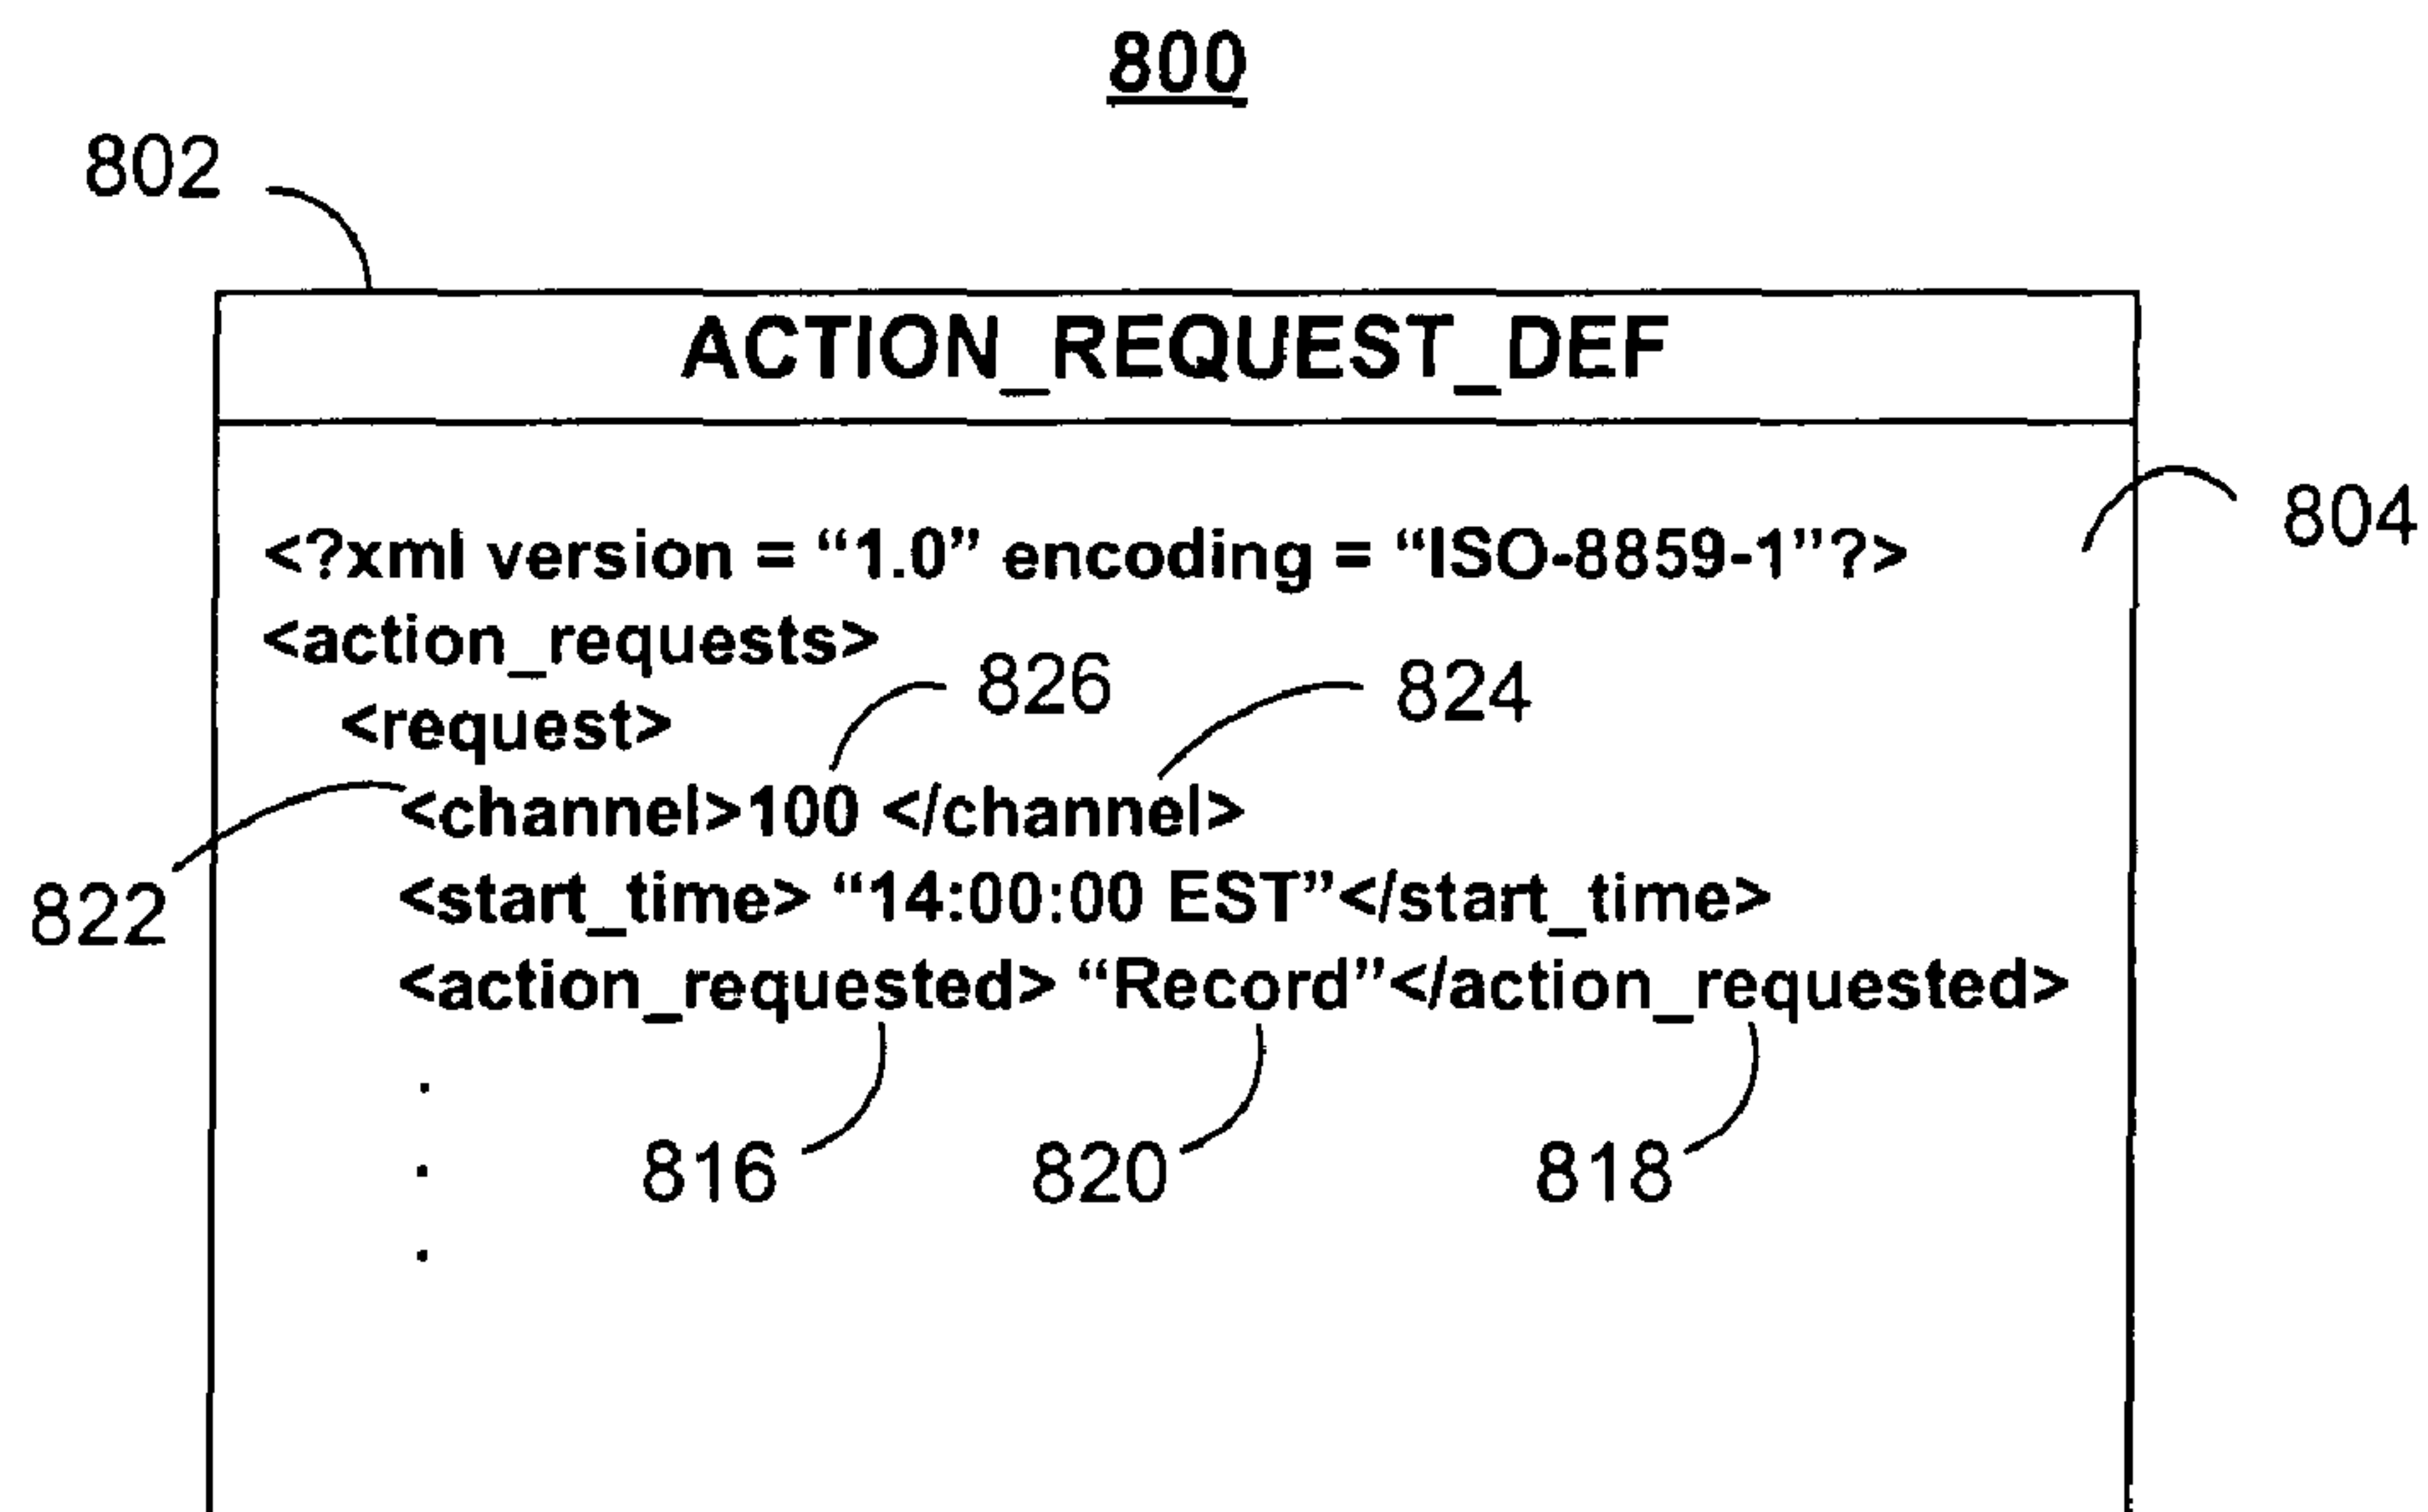 800
802
ACTION_REQUEST_DEF
804
<?xml version = “1.0” encoding = “ISO-8859-1”?>
<action_requests>
826 824
<request>
<channel>100 </channel>
822
<start_time> “14:00:00 EST”</start_time>
<action_requested> “Record”</action_requested>
.
816 820 818
.
.